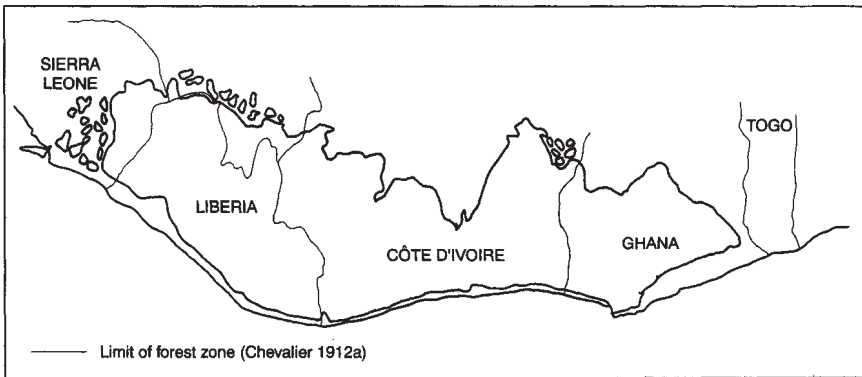 SIERRA
LEONE
TOGO
LIBERIA
GHANA
CÔTE D'IVOIRE
Limit of forest zone (Chevalier 1912a)